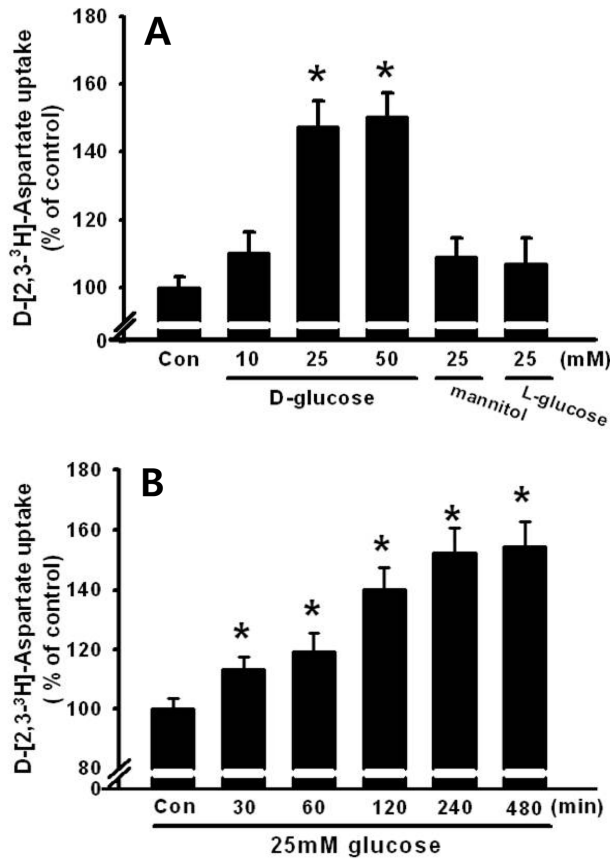 A
D-[2,3-³H]-Aspartate uptake
(% of control)
180
160
140
120
100
0
*
*
Con
10
25
50
25
25
(mM)
D-glucose
mannitol
L-glucose
B
D-[2,3-³H]-Aspartate uptake
( % of control)
180
160
140
120
100
80
0
*
*
*
*
*
Con
30
60
120
240
480
(min)
25mM glucose